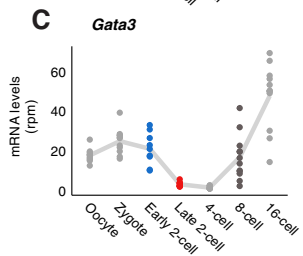 C
Gata3
mRNA levels
(rpm)
60
40
20
0
Oocyte
Zygote
Early 2-cell
Late 2-cell
4-cell
8-cell
16-cell